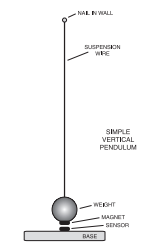 NAIL IN WALL
SUSPENSION
WIRE
SIMPLE
VERTICAL
PENDULUM
WEIGHT
MAGNET
SENSOR
BASE